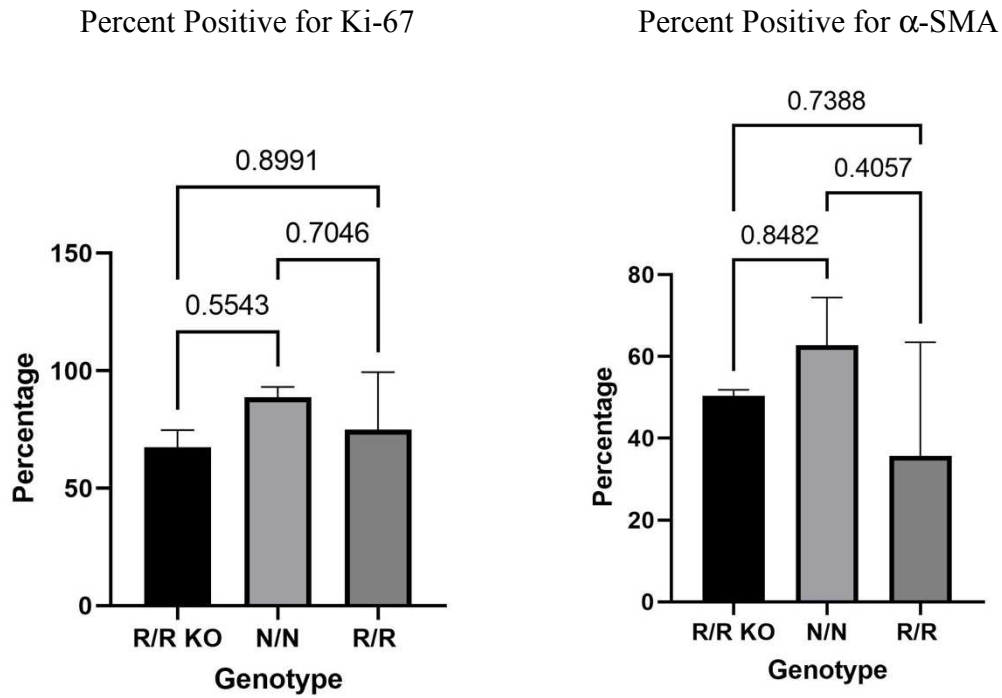 Percent Positive for Ki-67
0.8991
0.7046
0.5543
150
100
50
0
Percentage
R/R KO N/N R/R
Genotype
Percent Positive for α-SMA
0.7388
0.4057
0.8482
80
60
40
20
0
Percentage
R/R KO N/N R/R
Genotype